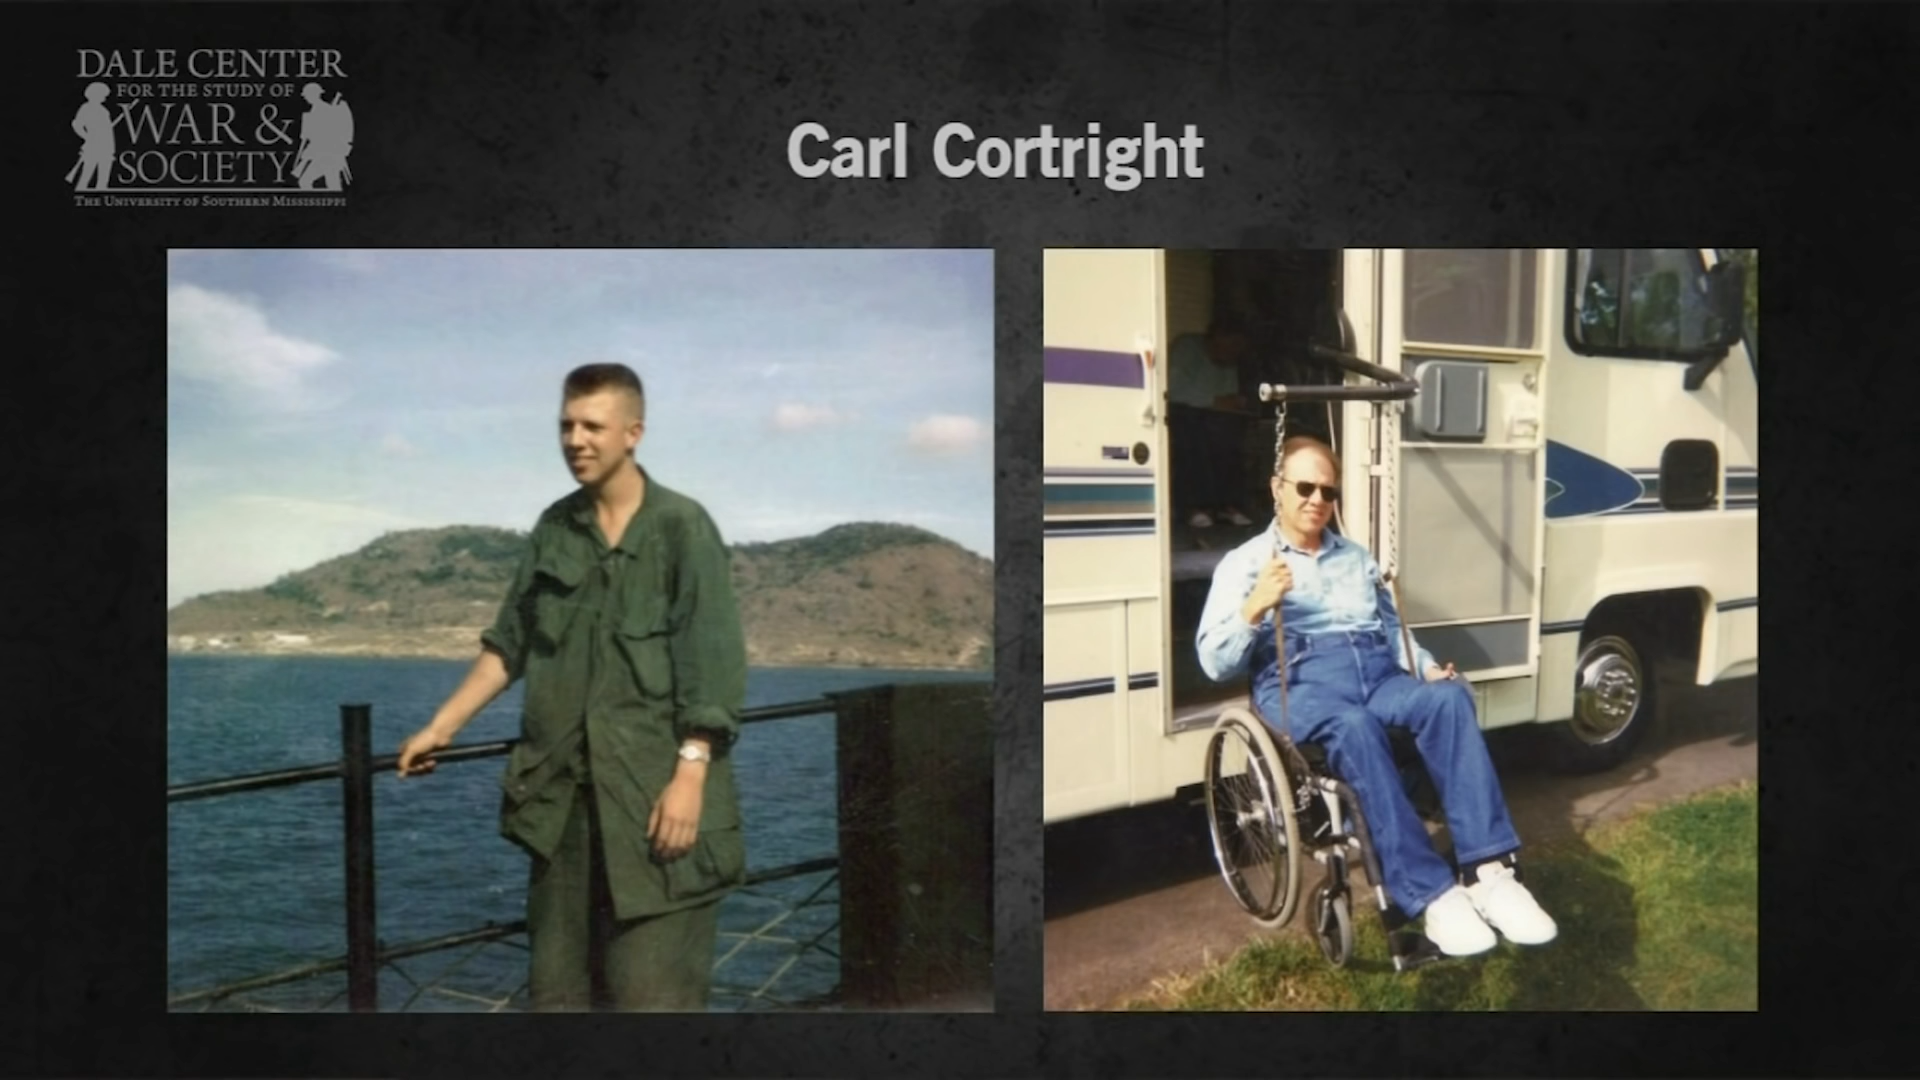 DALE CENTER
FOR THE STUDY OF
WAR &
SOCIETY
THE UNIVERSITY OF SOUTHERN MISSISSIPPI
Carl Cortright